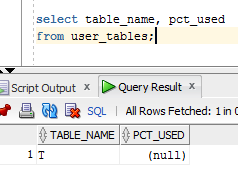 select table_name, pct_used
from user_tables;
Script Output × Query Result ×
SQL | All Rows Fetched: 1 in 0
TABLE_NAME PCT_USED
1 T (null)